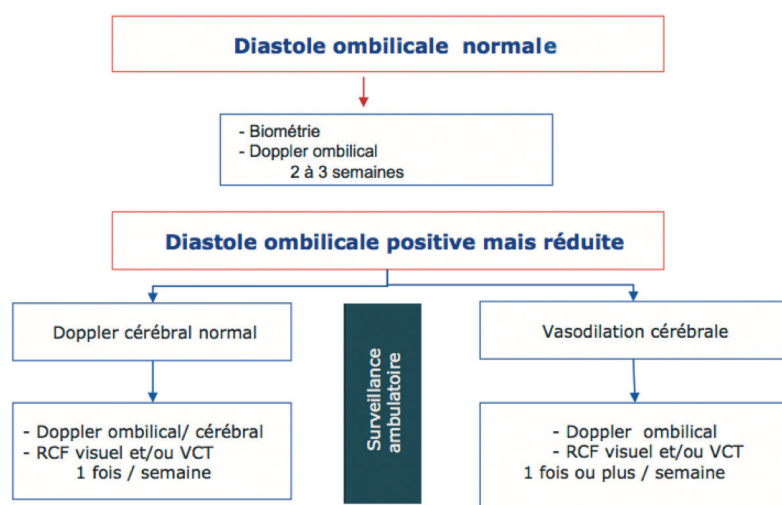 Diastole ombilicale normale
- Biométrie
- Doppler ombilical
2 à 3 semaines
Diastole ombilicale positive mais réduite
Doppler cérébral normal
Surveillance
ambulatoire
Vasodilation cérébrale
- Doppler ombilical/ cérébral
- RCF visuel et/ou VCT
1 fois / semaine
- Doppler ombilical
- RCF visuel et/ou VCT
1 fois ou plus / semaine